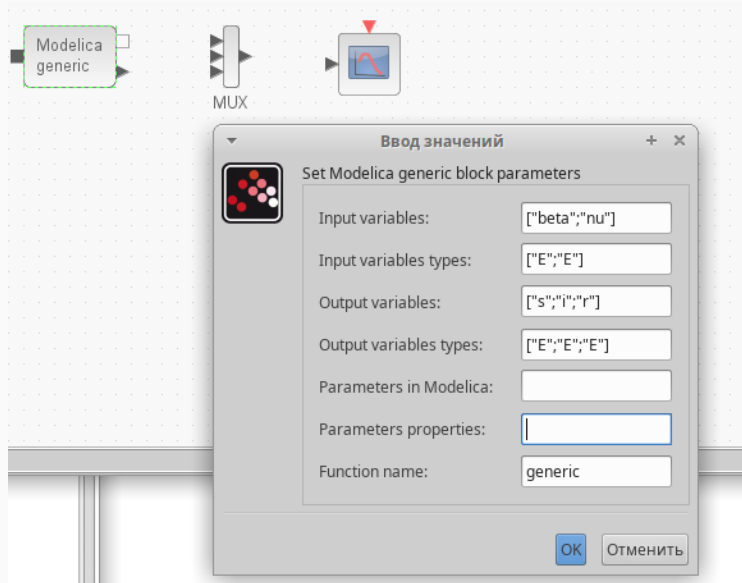 Modelica
generic
MUX
Ввод значений
Set Modelica generic block parameters
Input variables: ["beta";"nu"]
Input variables types: ["E";"E"]
Output variables: ["s";"i";"r"]
Output variables types: ["E";"E";"E"]
Parameters in Modelica:
Parameters properties:
Function name: generic
OK Отменить